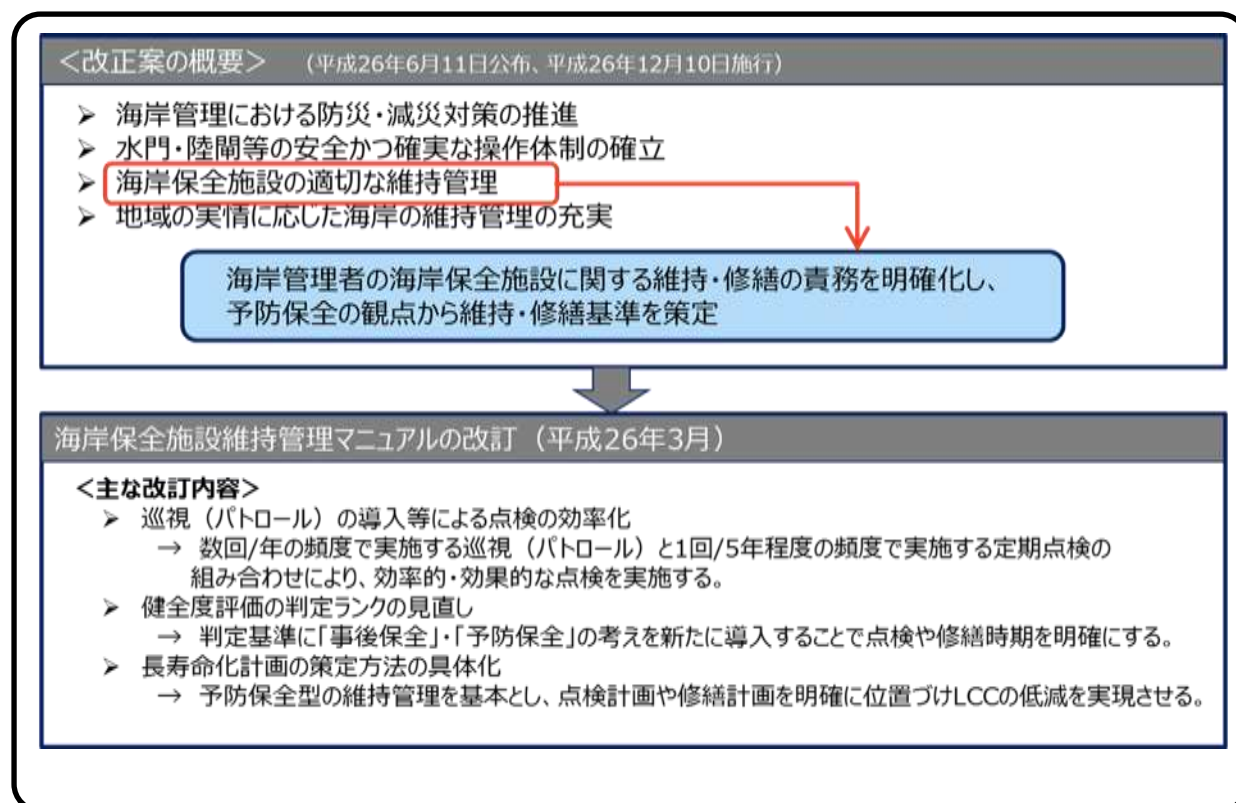 ＜改正案の概要＞ （平成26年6月11日公布、平成26年12月10日施行）
➢ 海岸管理における防災・減災対策の推進
➢ 水門・陸閘等の安全かつ確実な操作体制の確立
➢ 海岸保全施設の適切な維持管理
➢ 地域の実情に応じた海岸の維持管理の充実
海岸管理者の海岸保全施設に関する維持・修繕の責務を明確化し、
予防保全の観点から維持・修繕基準を策定
海岸保全施設維持管理マニュアルの改訂（平成26年3月）
＜主な改訂内容＞
➢ 巡視（パトロール）の導入等による点検の効率化
→ 数回/年の頻度で実施する巡視（パトロール）と1回/5年程度の頻度で実施する定期点検の
組み合わせにより、効率的・効果的な点検を実施する。
➢ 健全度評価の判定ランクの見直し
→ 判定基準に「事後保全」・「予防保全」の考えを新たに導入することで点検や修繕時期を明確にする。
➢ 長寿命化計画の策定方法の具体化
→ 予防保全型の維持管理を基本とし、点検計画や修繕計画を明確に位置づけLCCの低減を実現させる。